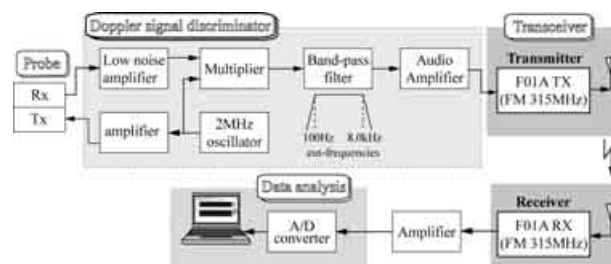 Doppler signal discriminator
Transceiver
Probe
Rx
Tx
Low noise
amplifier
Multiplier
Band-pass
filter
Audio
Amplifier
Transmitter
F01A TX
(FM 315MHz)
amplifier
2MHz
oscillator
100Hz
8.0kHz
cut-frequencies
Data analysis
A/D
converter
Amplifier
Receiver
F01A RX
(FM 315MHz)